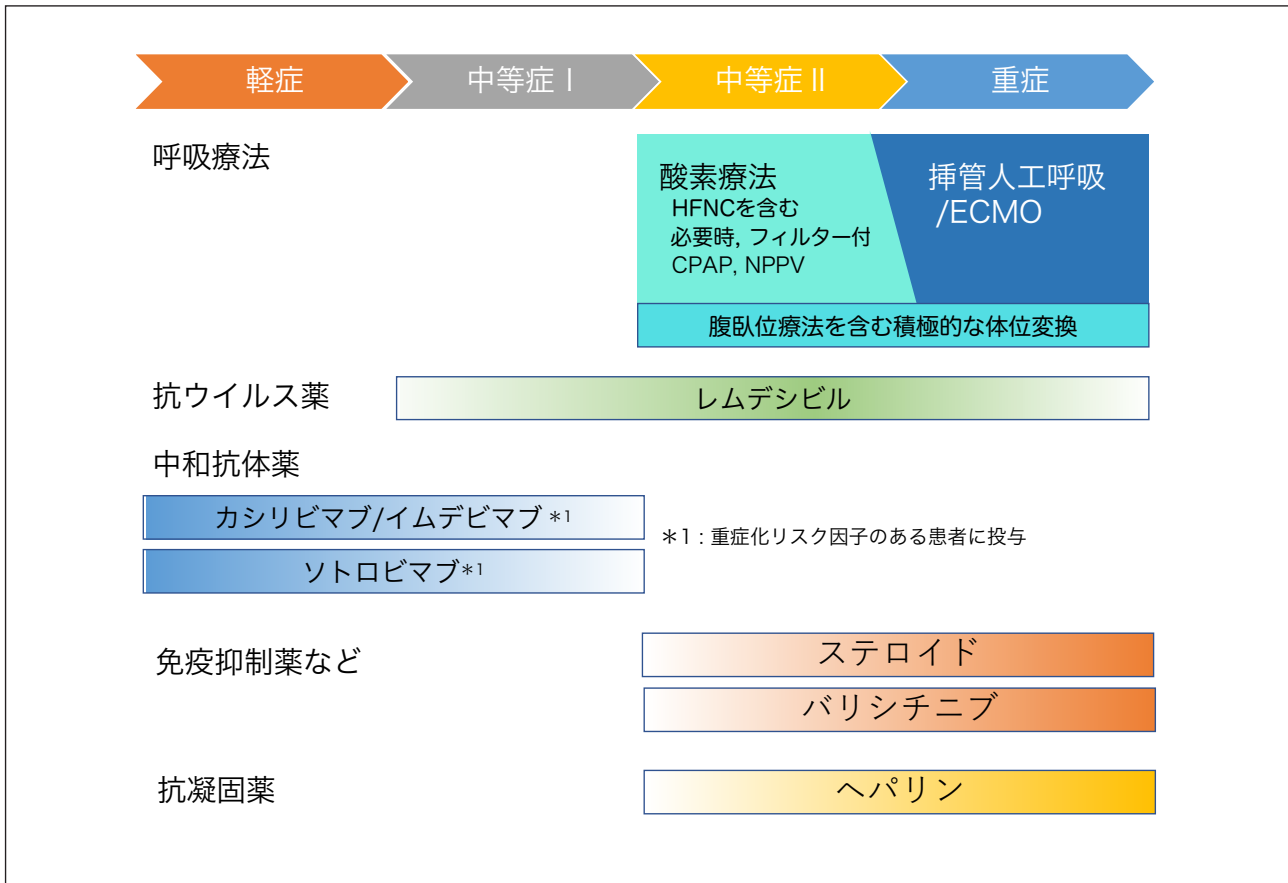 軽症
中等症Ⅰ
中等症Ⅱ
重症
呼吸療法
酸素療法
HFNCを含む
必要時, フィルター付
CPAP, NPPV
挿管人工呼吸
/ECMO
腹臥位療法を含む積極的な体位変換
抗ウイルス薬
レムデシビル
中和抗体薬
カシリビマブ/イムデビマブ *1
*1 : 重症化リスク因子のある患者に投与
ソトロビマブ*1
免疫抑制薬など
ステロイド
バリシチニブ
抗凝固薬
ヘパリン